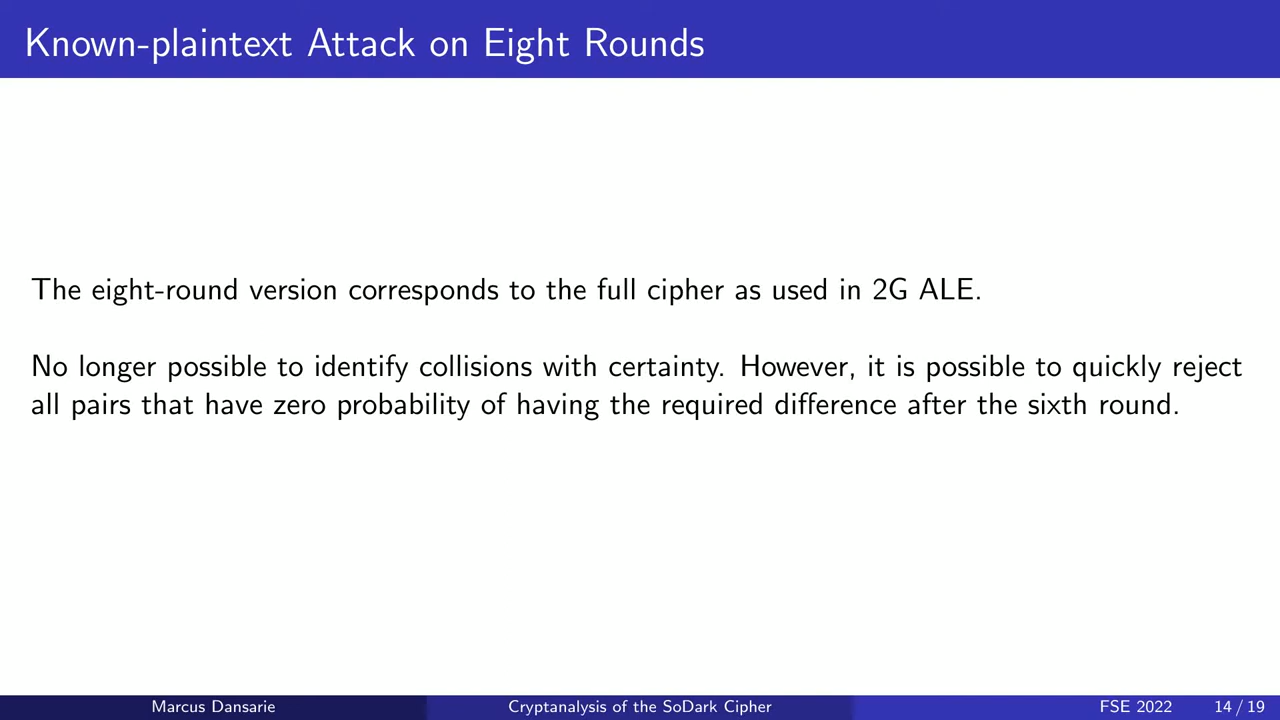 Known-plaintext Attack on Eight Rounds
The eight-round version corresponds to the full cipher as used in 2G ALE.
No longer possible to identify collisions with certainty. However, it is possible to quickly reject
all pairs that have zero probability of having the required difference after the sixth round.
Marcus Dansarie Cryptanalysis of the SoDark Cipher FSE 2022 14 / 19